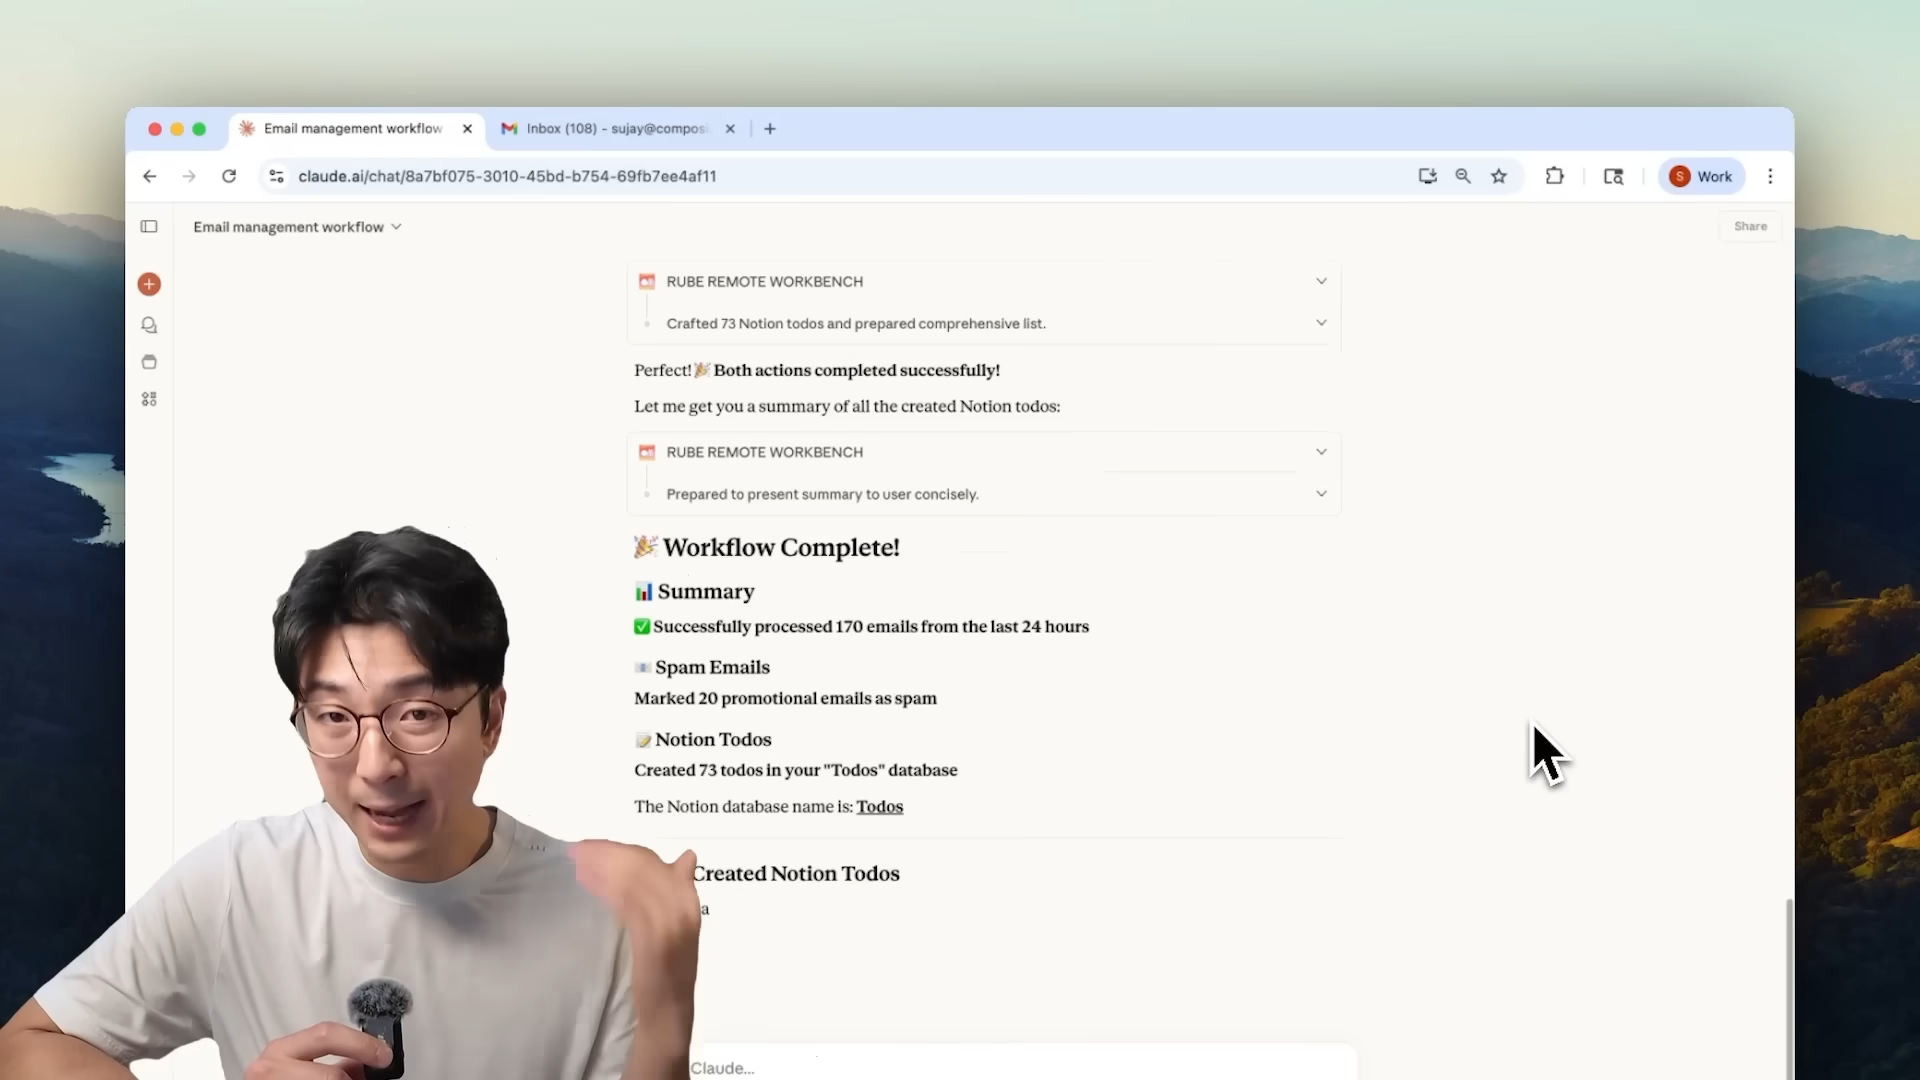 Email management workflow
Inbox (108) - sujay@composi
claude.ai/chat/8a7bf075-3010-45bd-b754-69fb7ee4af11
S Work
Email management workflow
Share
RUBE REMOTE WORKBENCH
Crafted 73 Notion todos and prepared comprehensive list.
Perfect!🎉 Both actions completed successfully!
Let me get you a summary of all the created Notion todos:
RUBE REMOTE WORKBENCH
Prepared to present summary to user concisely.
🎉 Workflow Complete!
📊 Summary
✅ Successfully processed 170 emails from the last 24 hours
📧 Spam Emails
Marked 20 promotional emails as spam
📝 Notion Todos
Created 73 todos in your "Todos" database
The Notion database name is: Todos
Created Notion Todos
a
Claude...